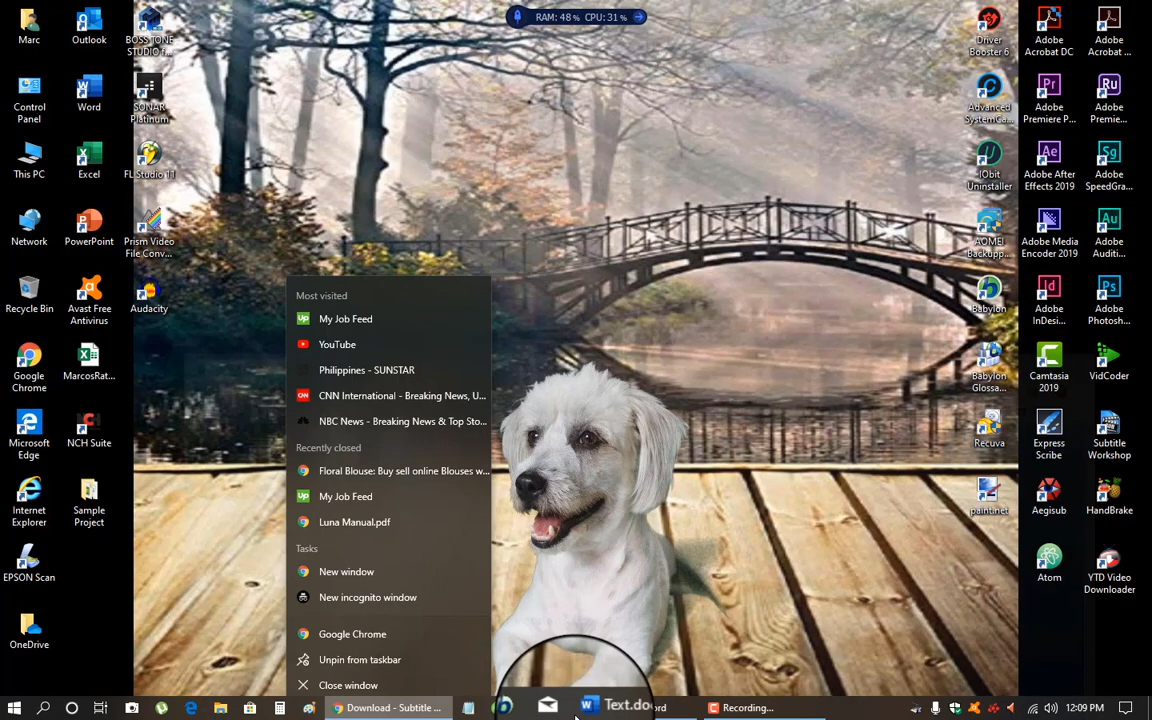 RAM: 48 % CPU: 31 %
Marc
Outlook
BOSS TONE
STUDIO f...
Control
Panel
Word
SONAR
Platinum
This PC
Excel
FL Studio 11
Network
PowerPoint
Prism Video
File Conv...
Recycle Bin
Avast Free
Antivirus
Audacity
Google
Chrome
MarcosRat...
Microsoft
Edge
NCH Suite
Internet
Explorer
Sample
Project
EPSON Scan
OneDrive
Most visited
My Job Feed
YouTube
Philippines - SUNSTAR
CNN International - Breaking News, U...
NBC News - Breaking News & Top Sto...
Recently closed
Floral Blouse: Buy sell online Blouses w...
My Job Feed
Luna Manual.pdf
Tasks
New window
New incognito window
Google Chrome
Unpin from taskbar
Close window
Driver
Booster 6
Adobe
Acrobat DC
Adobe
Acrobat ...
Advanced
SystemCa...
Adobe
Premiere P...
Adobe
Premie...
IObit
Uninstaller
Adobe After
Effects 2019
Adobe
SpeedGra...
AOMEI
Backupp...
Adobe Media
Encoder 2019
Adobe
Auditi...
Babylon
Adobe
InDesi...
Adobe
Photosh...
Babylon
Glossa...
Camtasia
2019
VidCoder
Recuva
Express
Scribe
Subtitle
Workshop
paint.net
Aegisub
HandBrake
Atom
YTD Video
Downloader
Download - Subtitle ...
Text.do
ord
Recording...
12:09 PM